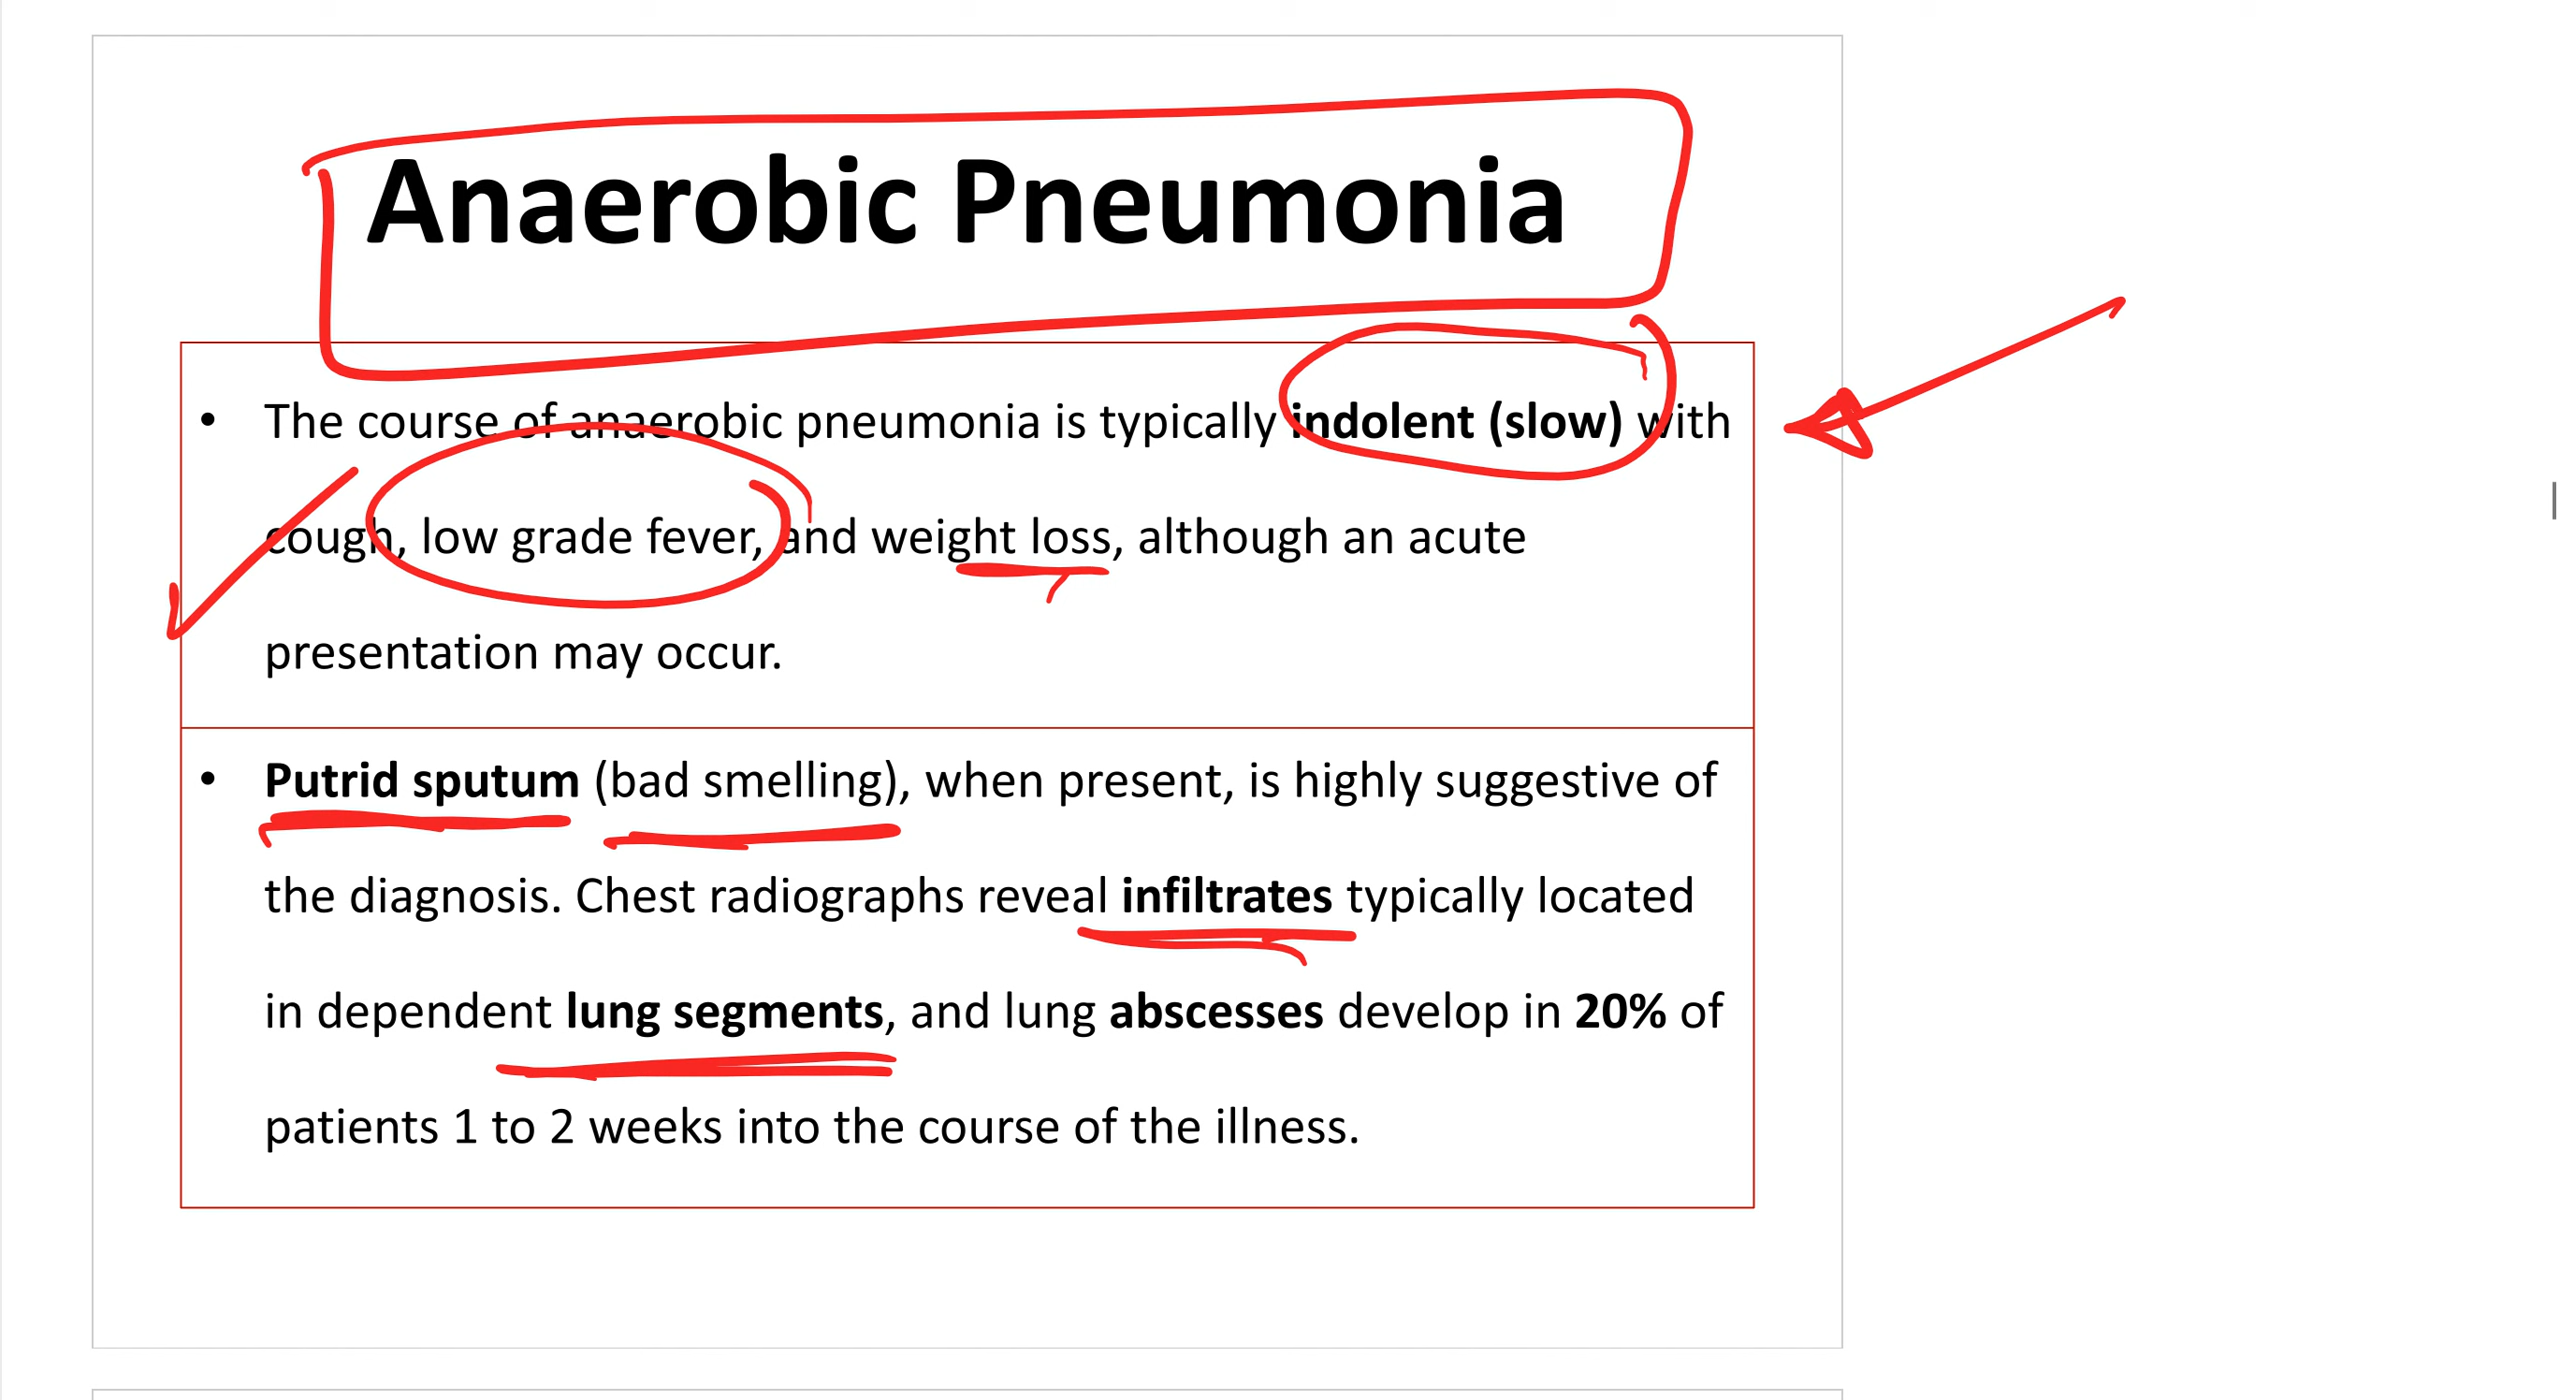 Anaerobic Pneumonia
• The course of anaerobic pneumonia is typically indolent (slow) with
cough, low grade fever, and weight loss, although an acute
presentation may occur.
• Putrid sputum (bad smelling), when present, is highly suggestive of
the diagnosis. Chest radiographs reveal infiltrates typically located
in dependent lung segments, and lung abscesses develop in 20% of
patients 1 to 2 weeks into the course of the illness.